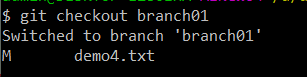 $ git checkout branch01
Switched to branch 'branch01'
M       demo4.txt